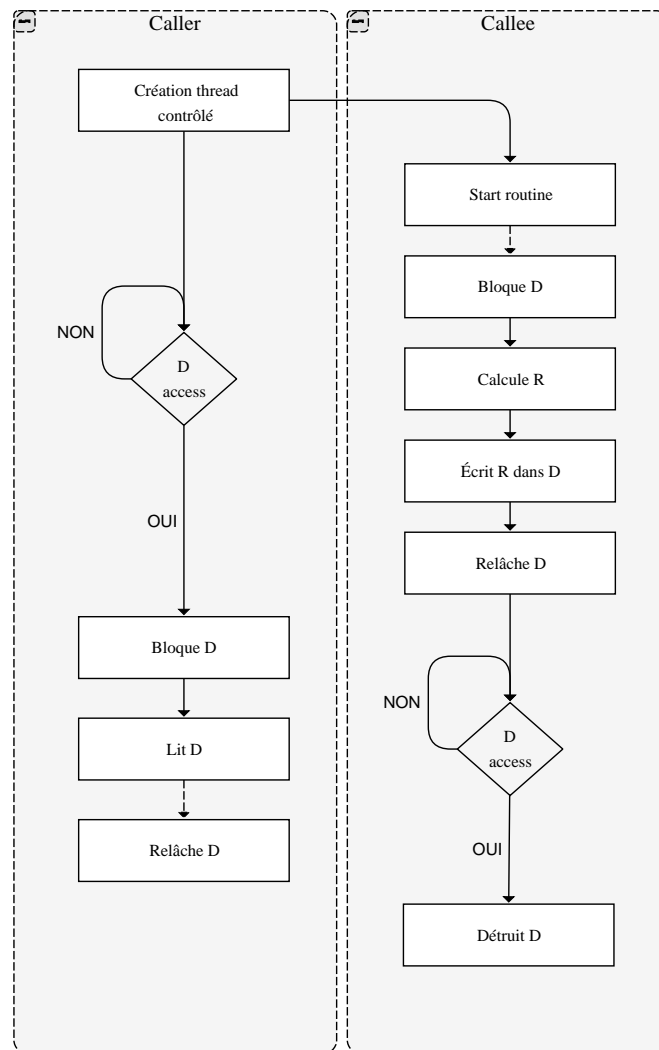 Caller
Création thread
contrôlé
NON
D
access
OUI
Bloque D
Lit D
Relâche D
Callee
Start routine
Bloque D
Calcule R
Écrit R dans D
Relâche D
NON
D
access
OUI
Détruit D